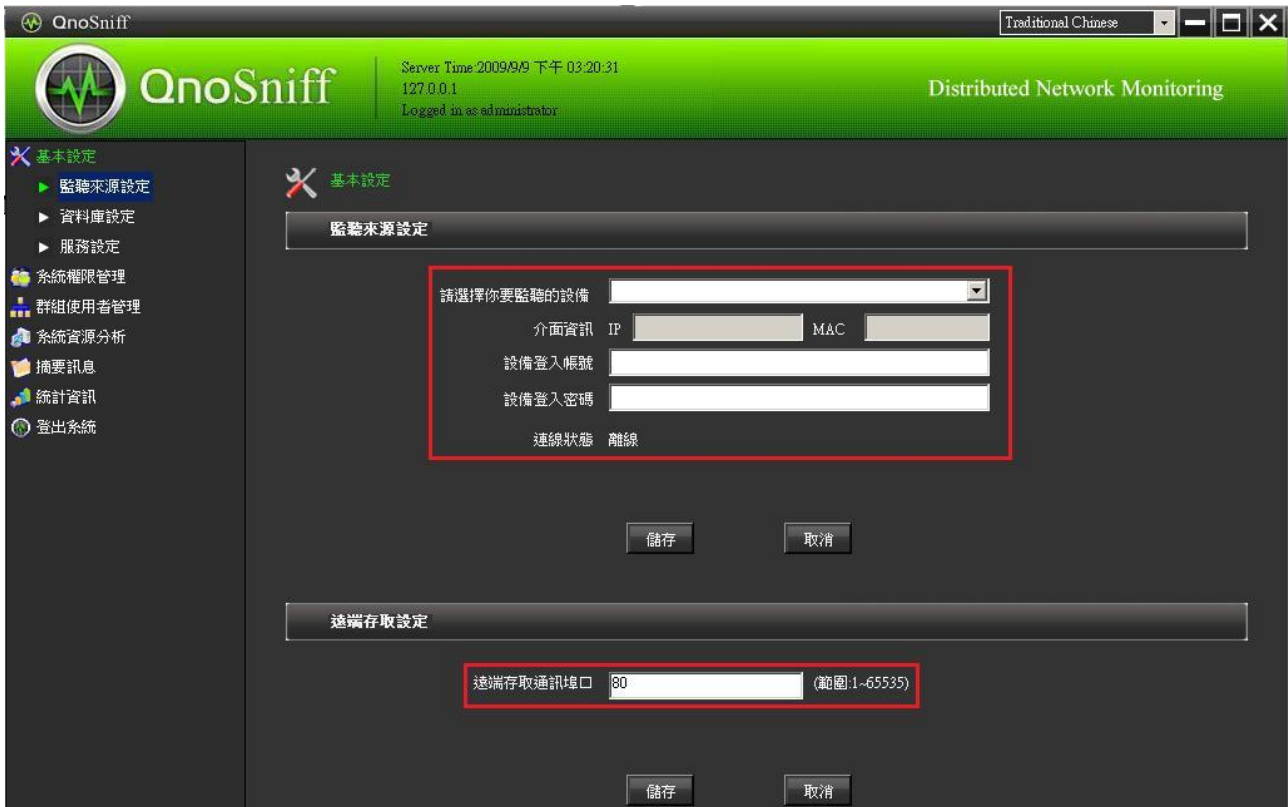 QnoSniff
Traditional Chinese
QnoSniff
Server Time:2009/9/9 下午 03:20:31
127.0.0.1
Logged in as administrator
Distributed Network Monitoring
基本設定
監聽來源設定
資料庫設定
服務設定
系統權限管理
群組使用者管理
系統資源分析
摘要訊息
統計資訊
登出系統
基本設定
監聽來源設定
請選擇你要監聽的設備
介面資訊 IP MAC
設備登入帳號
設備登入密碼
連線狀態 離線
儲存 取消
遠端存取設定
遠端存取通訊埠口 80 (範圍:1~65535)
儲存 取消